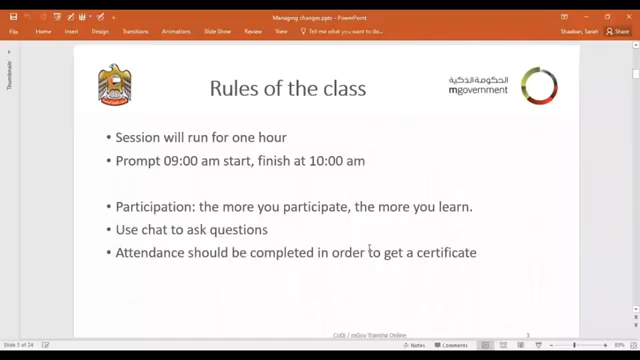 Managing changes.pptx - PowerPoint
Shaaban, Sarah
File Home Insert Design Transitions Animations Slide Show Review View Tell me what you want to do... Share
Thumbnails
Rules of the class
الحكومة الذكية
mgovernment
• Session will run for one hour
• Prompt 09:00 am start, finish at 10:00 am
• Participation: the more you participate, the more you learn.
• Use chat to ask questions
• Attendance should be completed in order to get a certificate
CoDI / mGov Training Online
3
Slide 3 of 24 Notes Comments 89%